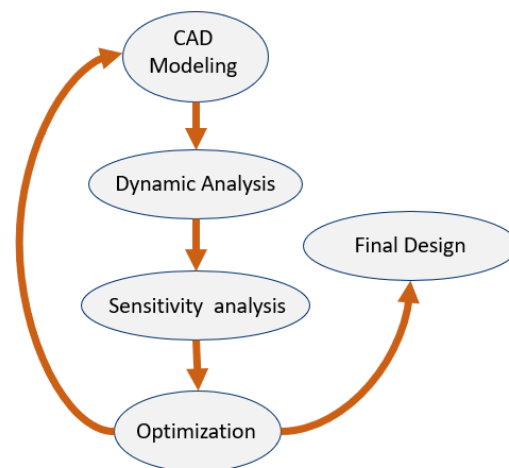 CAD
Modeling
Dynamic Analysis
Final Design
Sensitivity analysis
Optimization